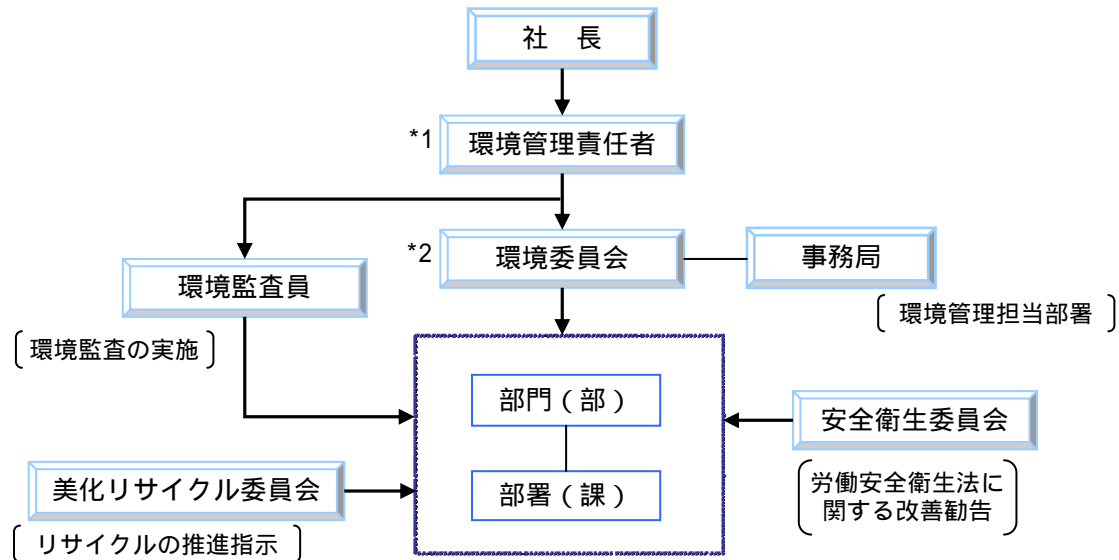 社　長
*1
環境管理責任者
*2
環境委員会
事務局
環境監査員
〔 環境管理担当部署 〕
〔 環境監査の実施 〕
部門（部）
安全衛生委員会
美化リサイクル委員会
部署（課）
労働安全衛生法に
関する改善勧告
〔 リサイクルの推進指示 〕